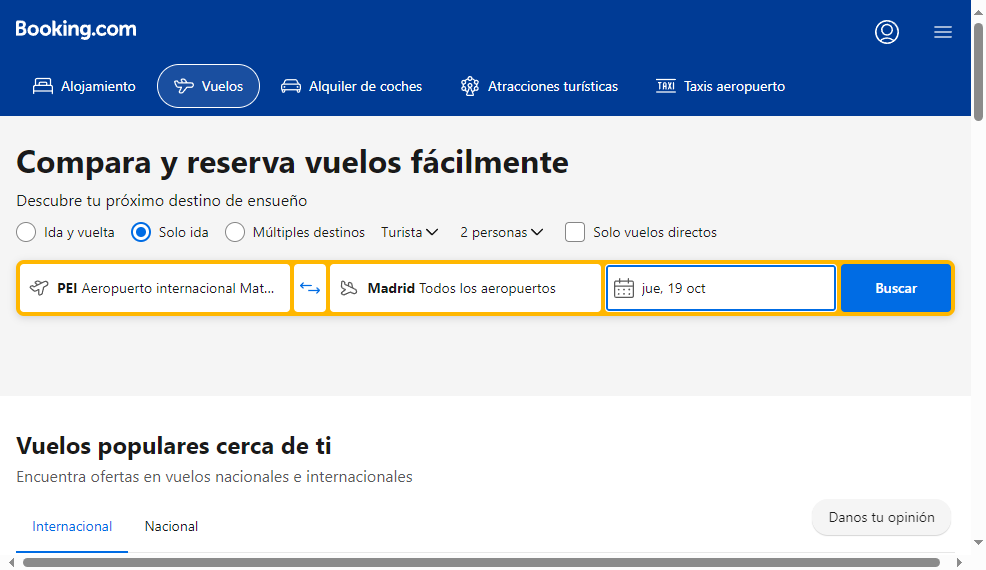 Booking.com
Alojamiento Vuelos Alquiler de coches Atracciones turísticas TAXI Taxis aeropuerto
Compara y reserva vuelos fácilmente
Descubre tu próximo destino de ensueño
Ida y vuelta Solo ida Múltiples destinos Turista 2 personas Solo vuelos directos
PEI Aeropuerto internacional Mat... Madrid Todos los aeropuertos jue, 19 oct Buscar
Vuelos populares cerca de ti
Encuentra ofertas en vuelos nacionales e internacionales
Danos tu opinión
Internacional Nacional